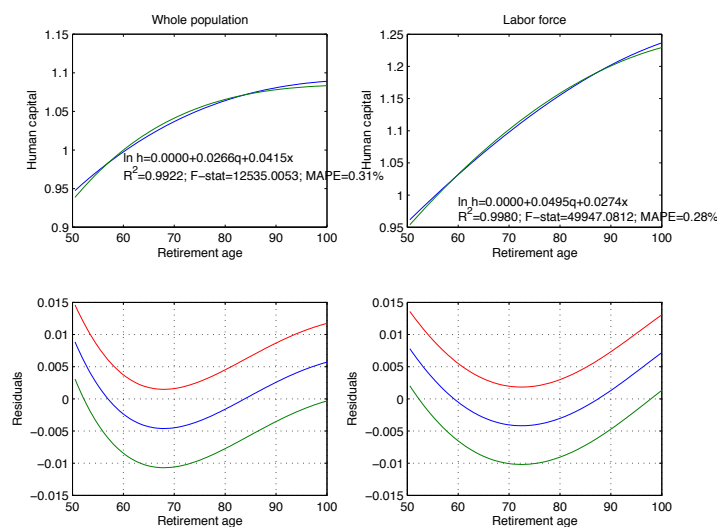 Whole population
1.15
1.1
1.05
1
0.95
0.9
Human capital
ln h=0.0000+0.0266q+0.0415x
R²=0.9922; F−stat=12535.0053; MAPE=0.31%
50 60 70 80 90 100
Retirement age
Labor force
1.25
1.2
1.15
1.1
1.05
1
0.95
Human capital
ln h=0.0000+0.0495q+0.0274x
R²=0.9980; F−stat=49947.0812; MAPE=0.28%
50 60 70 80 90 100
Retirement age
0.015
0.01
0.005
0
−0.005
−0.01
−0.015
Residuals
50 60 70 80 90 100
Retirement age
0.015
0.01
0.005
0
−0.005
−0.01
−0.015
Residuals
50 60 70 80 90 100
Retirement age